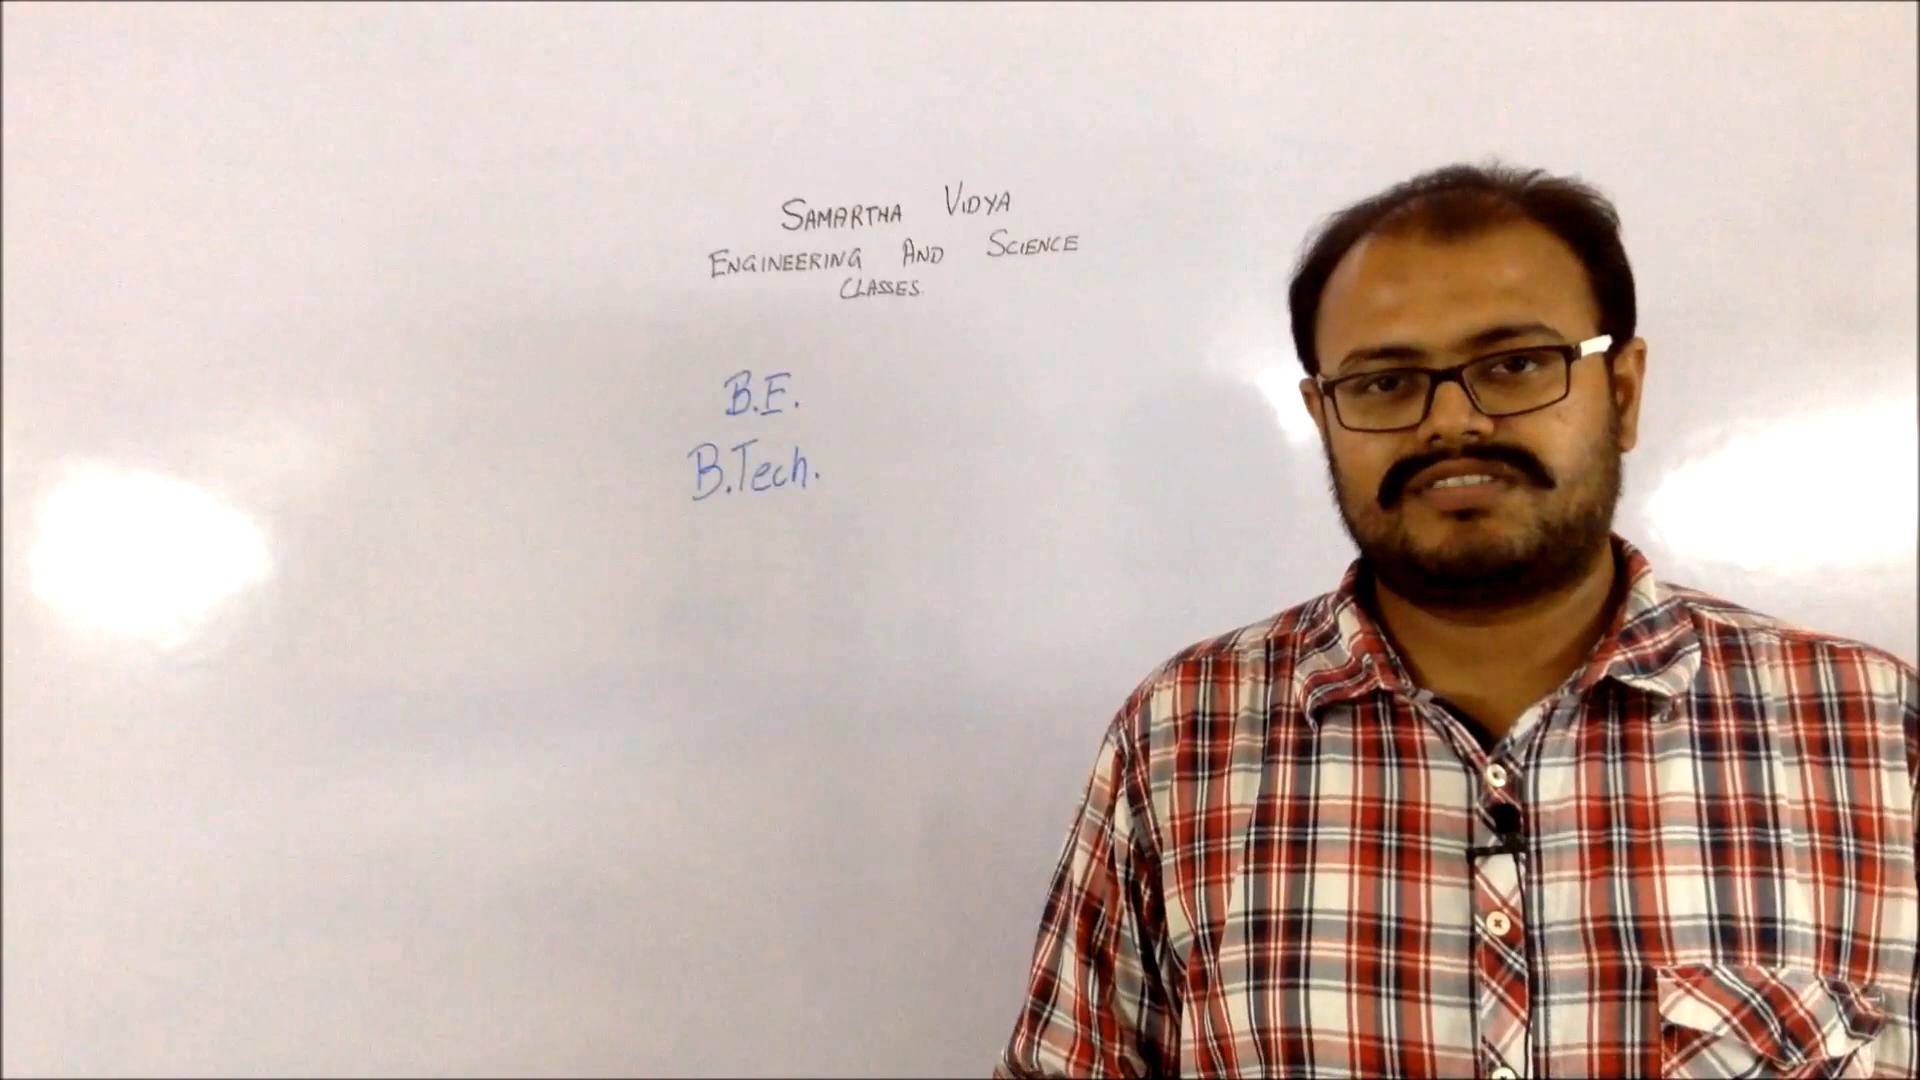 SAMARTHA VIDYA
ENGINEERING AND SCIENCE
CLASSES.
B.E.
B.Tech.